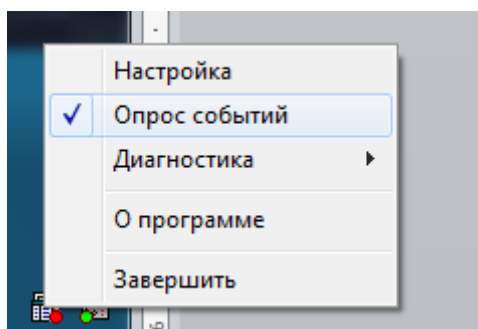 Настройка
Опрос событий
Диагностика
О программе
Завершить